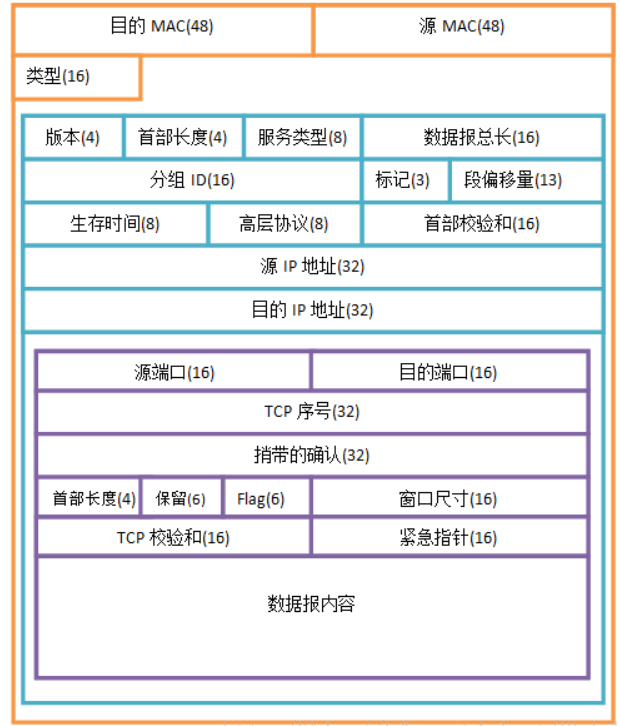 目的 MAC(48) 源 MAC(48)
类型(16)
版本(4) 首部长度(4) 服务类型(8) 数据报总长(16)
分组 ID(16) 标记(3) 段偏移量(13)
生存时间(8) 高层协议(8) 首部校验和(16)
源 IP 地址(32)
目的 IP 地址(32)
源端口(16) 目的端口(16)
TCP 序号(32)
捎带的确认(32)
首部长度(4) 保留(6) Flag(6) 窗口尺寸(16)
TCP 校验和(16) 紧急指针(16)
数据报内容